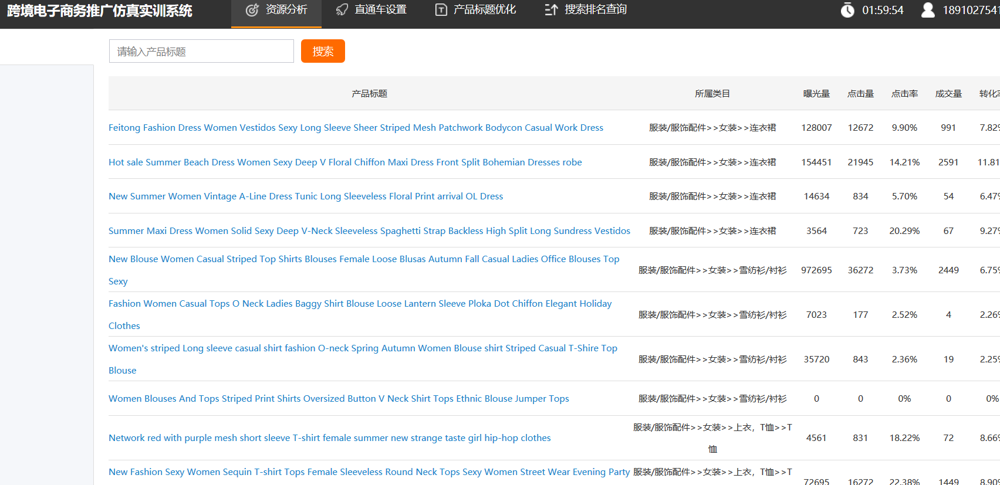 跨境电子商务推广仿真实训系统 资源分析 直通车设置 产品标题优化 搜索排名查询 01:59:54 1891027541
请输入产品标题 搜索
产品标题 所属类目 曝光量 点击量 点击率 成交量 转化率
Feitong Fashion Dress Women Vestidos Sexy Long Sleeve Sheer Striped Mesh Patchwork Bodycon Casual Work Dress 服装/服饰配件>>女装>>连衣裙 128007 12672 9.90% 991 7.82%
Hot sale Summer Beach Dress Women Sexy Deep V Floral Chiffon Maxi Dress Front Split Bohemian Dresses robe 服装/服饰配件>>女装>>连衣裙 154451 21945 14.21% 2591 11.81
New Summer Women Vintage A-Line Dress Tunic Long Sleeveless Floral Print arrival OL Dress 服装/服饰配件>>女装>>连衣裙 14634 834 5.70% 54 6.47%
Summer Maxi Dress Women Solid Sexy Deep V-Neck Sleeveless Spaghetti Strap Backless High Split Long Sundress Vestidos 服装/服饰配件>>女装>>连衣裙 3564 723 20.29% 67 9.27%
New Blouse Women Casual Striped Top Shirts Blouses Female Loose Blusas Autumn Fall Casual Ladies Office Blouses Top
Sexy 服装/服饰配件>>女装>>雪纺衫/衬衫 972695 36272 3.73% 2449 6.75%
Fashion Women Casual Tops O Neck Ladies Baggy Shirt Blouse Loose Lantern Sleeve Ploka Dot Chiffon Elegant Holiday
Clothes 服装/服饰配件>>女装>>雪纺衫/衬衫 7023 177 2.52% 4 2.26%
Women's striped Long sleeve casual shirt fashion O-neck Spring Autumn Women Blouse shirt Striped Casual T-Shire Top
Blouse 服装/服饰配件>>女装>>雪纺衫/衬衫 35720 843 2.36% 19 2.25%
Women Blouses And Tops Striped Print Shirts Oversized Button V Neck Shirt Tops Ethnic Blouse Jumper Tops 服装/服饰配件>>女装>>雪纺衫/衬衫 0 0 0% 0 0%
Network red with purple mesh short sleeve T-shirt female summer new strange taste girl hip-hop clothes 服装/服饰配件>>女装>>上衣，T恤>>T
恤 4561 831 18.22% 72 8.66%
New Fashion Sexy Women Sequin T-shirt Tops Female Sleeveless Round Neck Tops Sexy Women Street Wear Evening Party 服装/服饰配件>>女装>>上衣，T恤>>T
72695 16272 22.38% 1449 8.90%